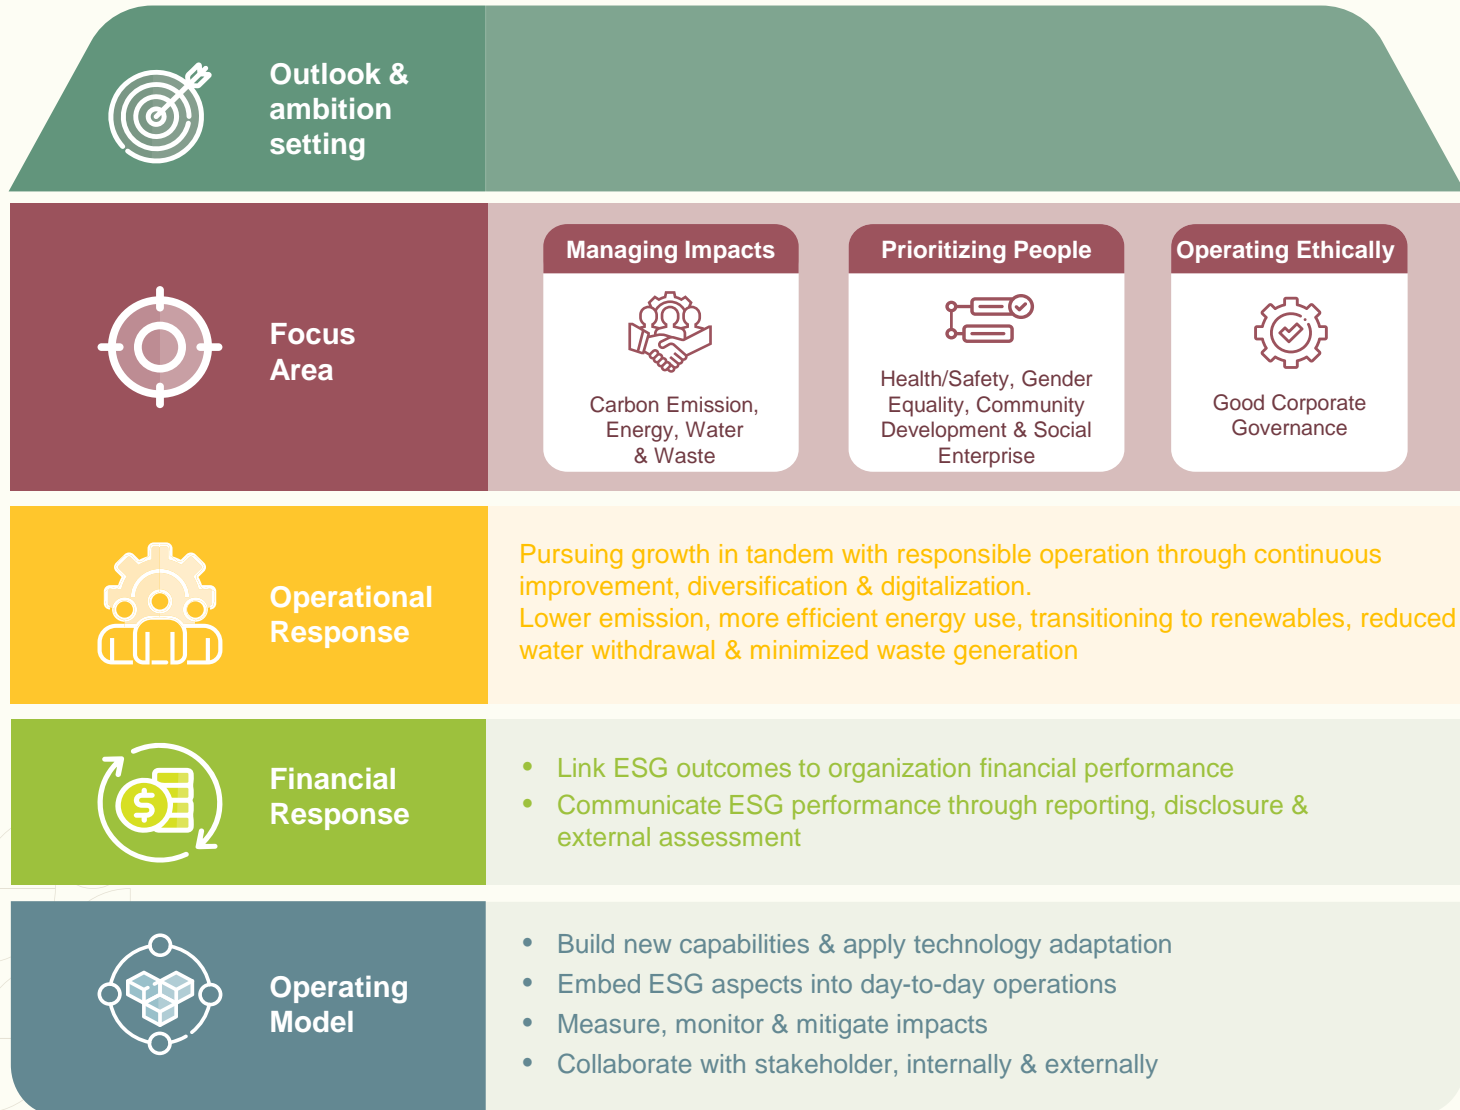 Outlook &
ambition
setting
Focus
Area
Managing Impacts
Carbon Emission,
Energy, Water
& Waste
Prioritizing People
Health/Safety, Gender
Equality, Community
Development & Social
Enterprise
Operating Ethically
Good Corporate
Governance
Operational
Response
Pursuing growth in tandem with responsible operation through continuous
improvement, diversification & digitalization.
Lower emission, more efficient energy use, transitioning to renewables, reduced
water withdrawal & minimized waste generation
Financial
Response
$
• Link ESG outcomes to organization financial performance
• Communicate ESG performance through reporting, disclosure &
external assessment
Operating
Model
• Build new capabilities & apply technology adaptation
• Embed ESG aspects into day-to-day operations
• Measure, monitor & mitigate impacts
• Collaborate with stakeholder, internally & externally